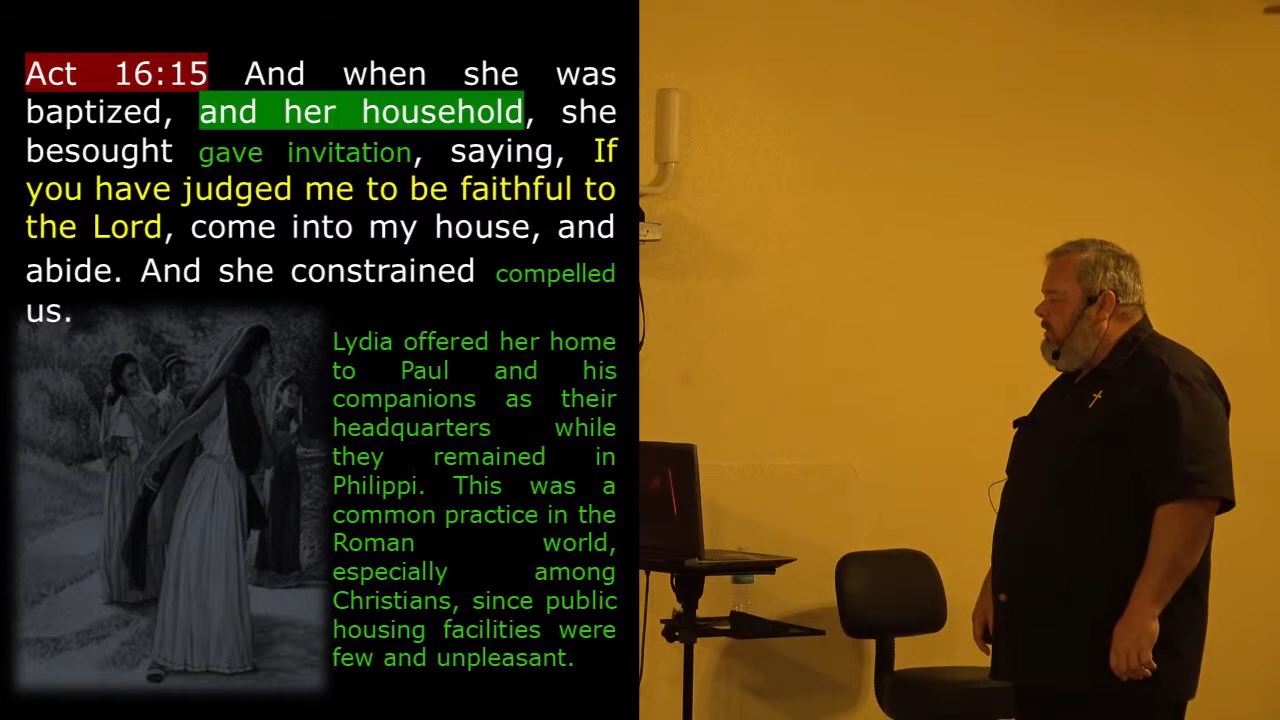 Act 16:15 And when she was
baptized, and her household, she
besought gave invitation, saying, If
you have judged me to be faithful to
the Lord, come into my house, and
abide. And she constrained compelled
us.
Lydia offered her home
to Paul and his
companions as their
headquarters while
they remained in
Philippi. This was a
common practice in the
Roman world,
especially among
Christians, since public
housing facilities were
few and unpleasant.